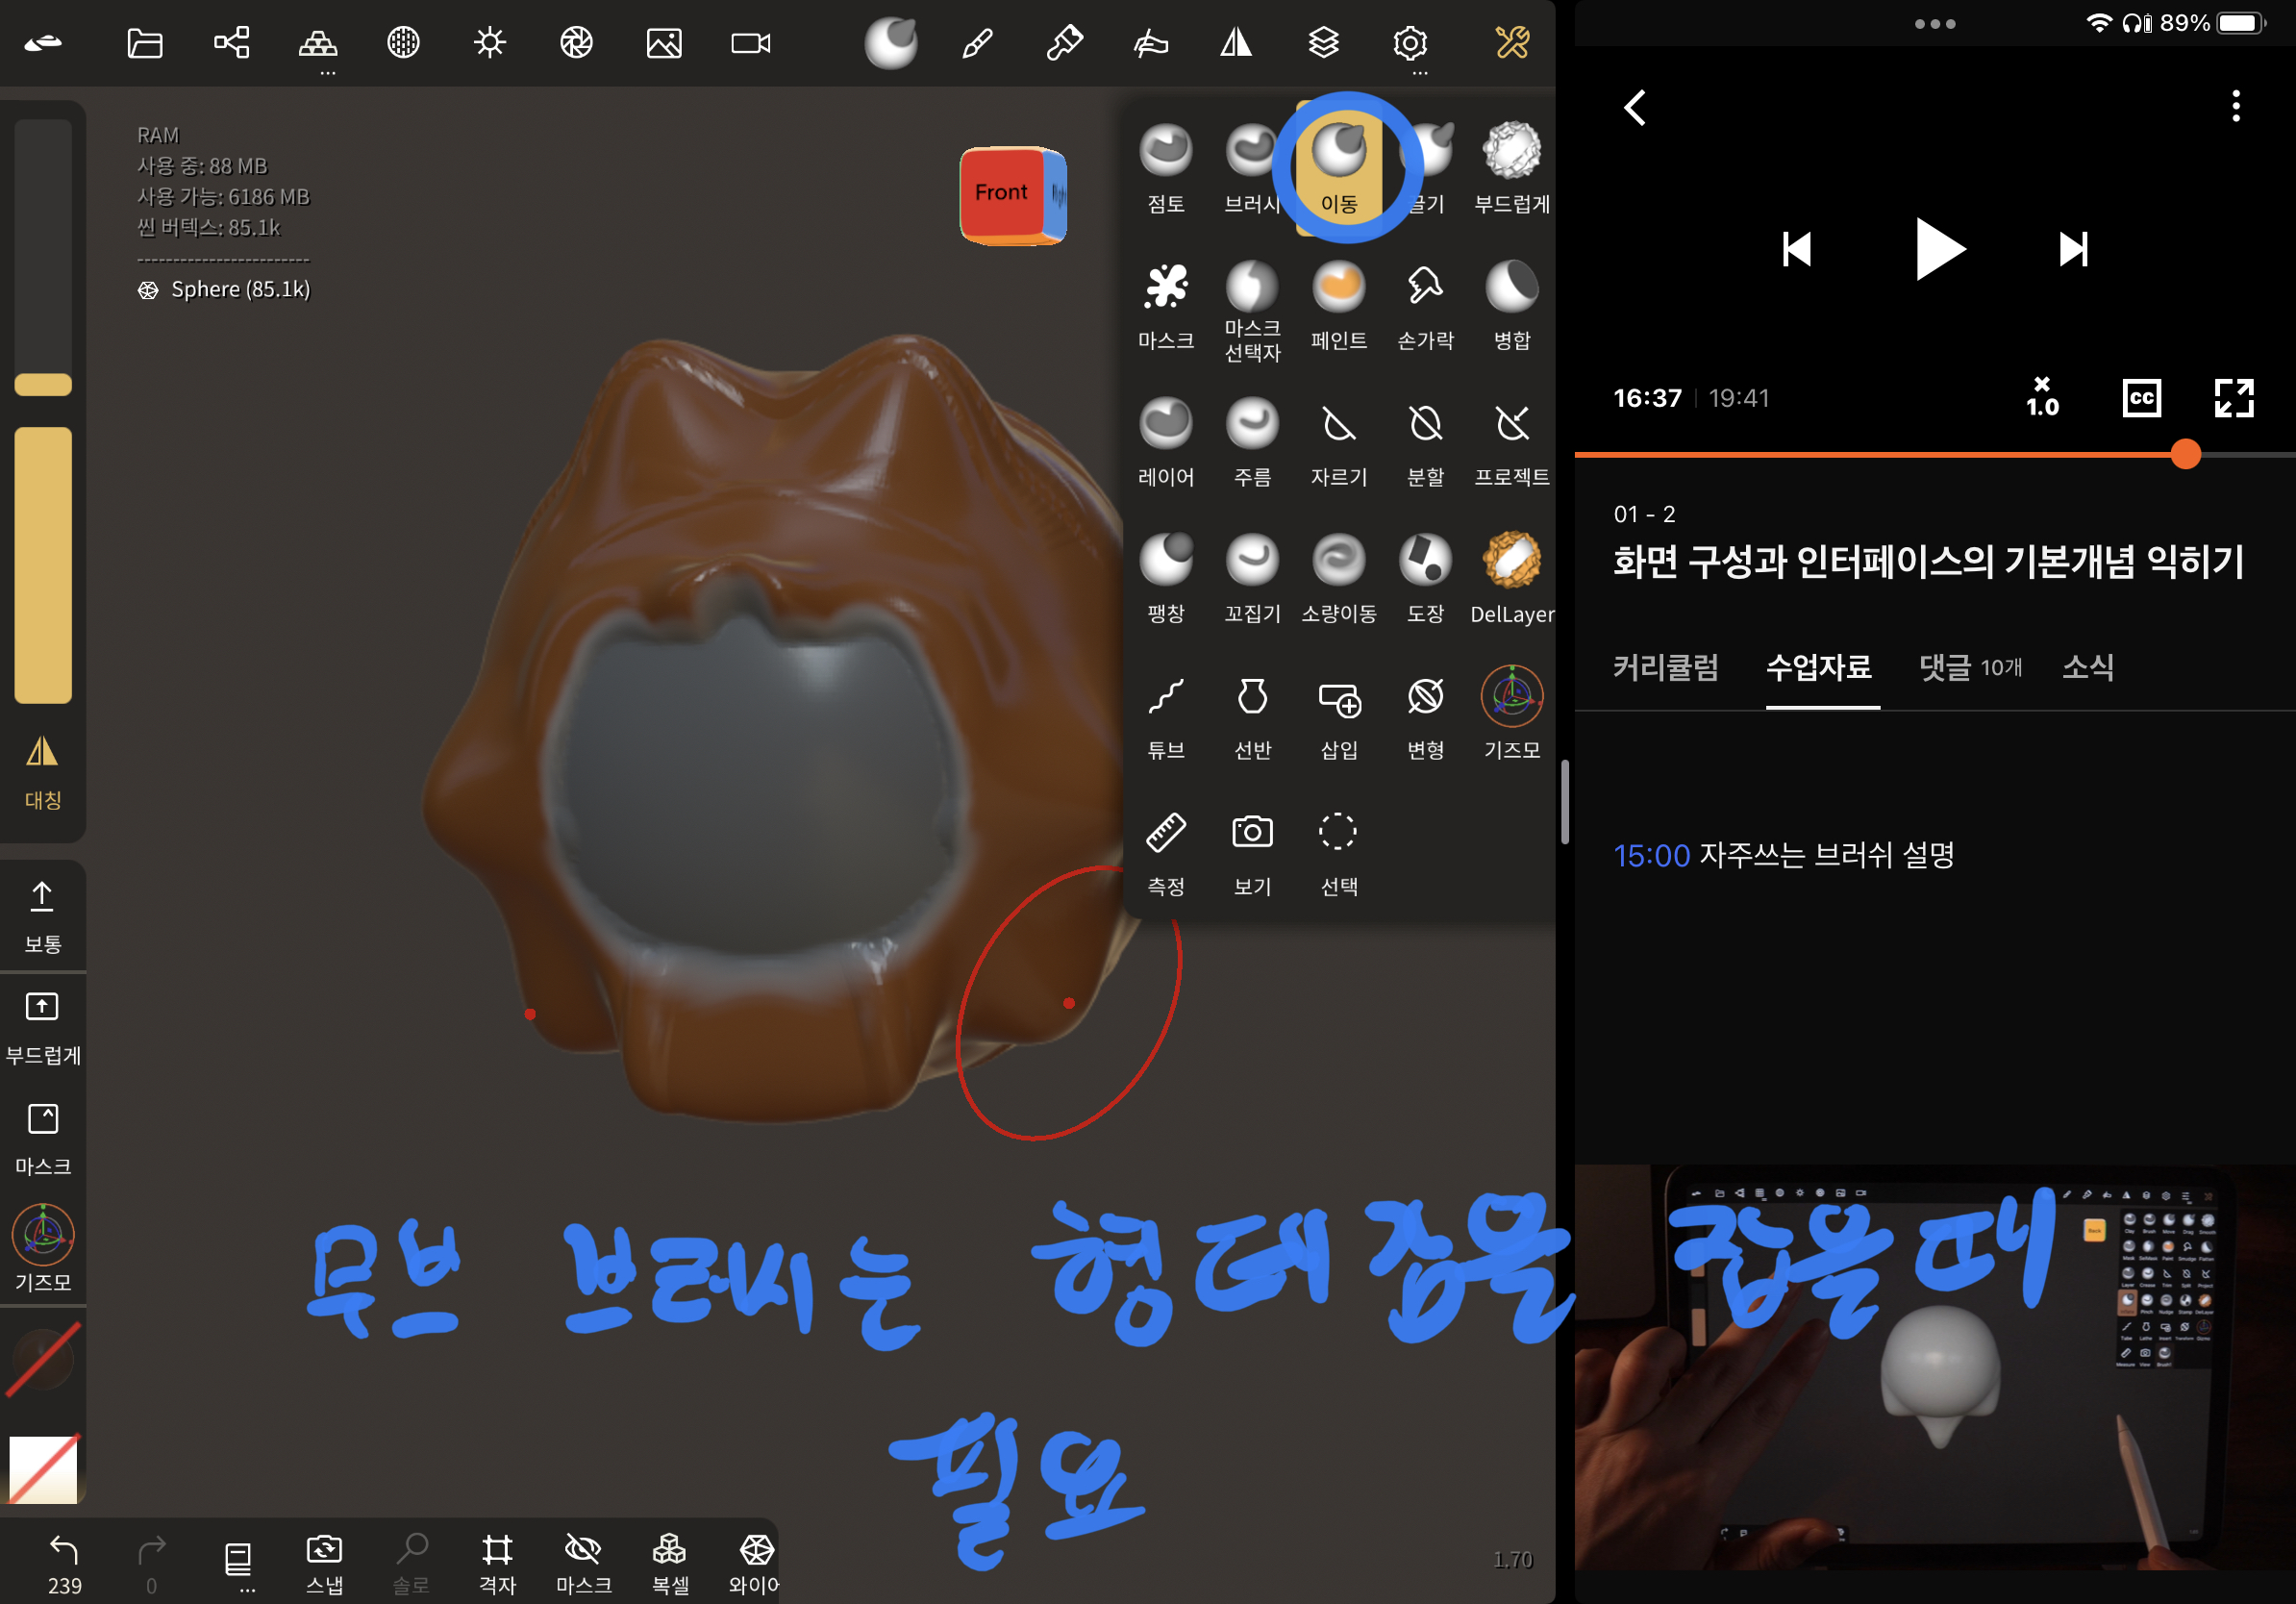 89%
RAM
사용 중: 88 MB
사용 가능: 6186 MB
씬 버텍스: 85.1k
-----------------------
Sphere (85.1k)
Front
점토 브러시 이동 끌기 부드럽게
마스크 마스크 선택자 페인트 손가락 병합
레이어 주름 자르기 분할 프로젝트
팽창 꼬집기 소량이동 도장 DelLayer
튜브 선반 삽입 변형 기즈모
측정 보기 선택
대칭
보통
부드럽게
마스크
기즈모
무브 브러시는 형태 잡을 잡을 때
필요
239 0 ... 스냅 솔로 격자 마스크 복셀 와이어
1.70
16:37 | 19:41
× 1.0
CC
01 - 2
화면 구성과 인터페이스의 기본개념 익히기
커리큘럼 수업자료 댓글 10개 소식
15:00 자주쓰는 브러쉬 설명